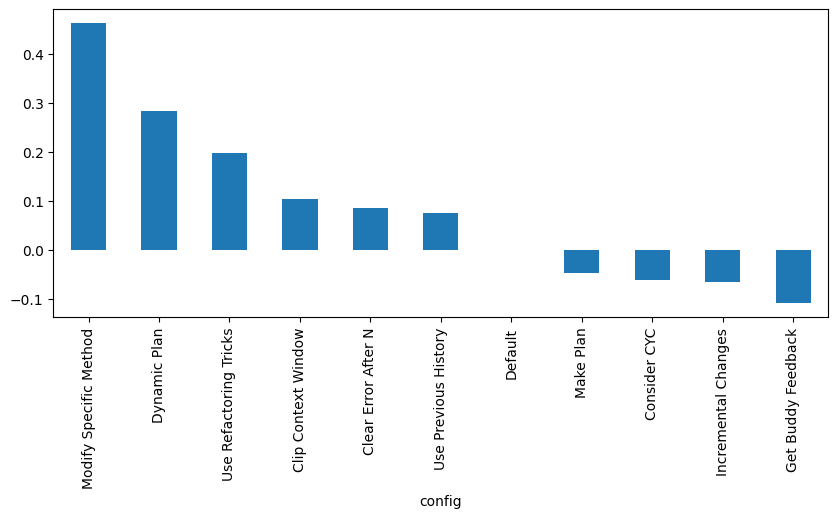 0.4
0.3
0.2
0.1
0.0
−0.1
Modify Specific Method
Dynamic Plan
Use Refactoring Tricks
Clip Context Window
Clear Error After N
Use Previous History
Default
Make Plan
Consider CYC
Incremental Changes
Get Buddy Feedback
config